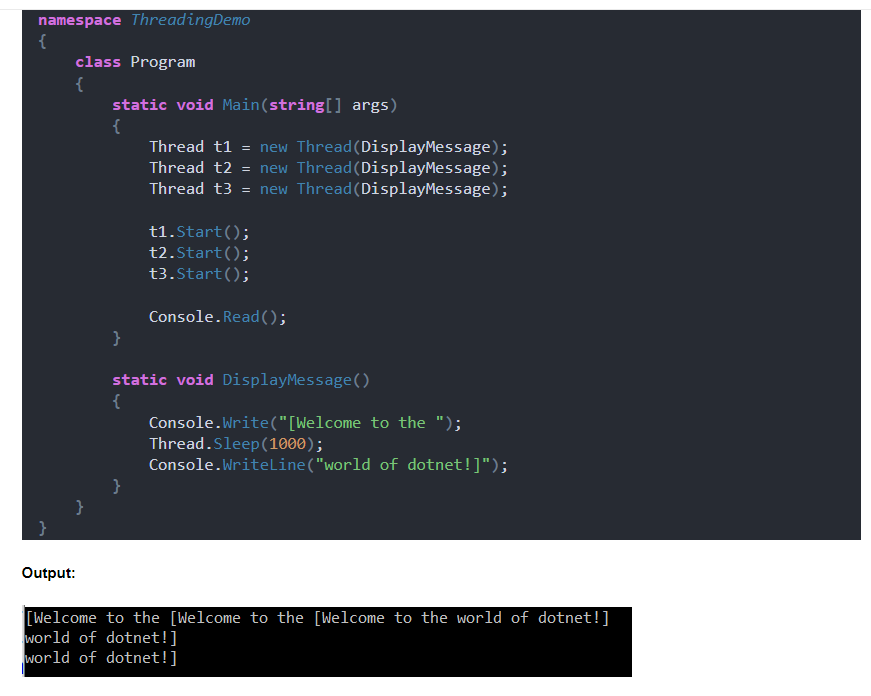 namespace ThreadingDemo
{
    class Program
    {
        static void Main(string[] args)
        {
            Thread t1 = new Thread(DisplayMessage);
            Thread t2 = new Thread(DisplayMessage);
            Thread t3 = new Thread(DisplayMessage);

            t1.Start();
            t2.Start();
            t3.Start();

            Console.Read();
        }

        static void DisplayMessage()
        {
            Console.Write("[Welcome to the ");
            Thread.Sleep(1000);
            Console.WriteLine("world of dotnet!]");
        }
    }
}
Output:
[Welcome to the [Welcome to the [Welcome to the world of dotnet!]
world of dotnet!]
world of dotnet!]